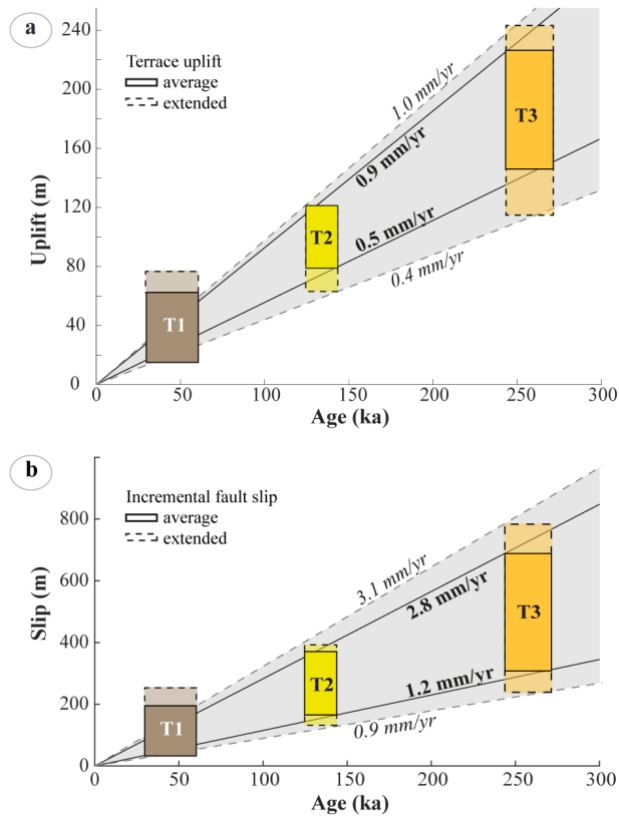 a
240
200
160
120
80
40
0
Uplift (m)
Terrace uplift
average
extended
1.0 mm/yr
0.9 mm/yr
0.5 mm/yr
0.4 mm/yr
T1
T2
T3
0 50 100 150 200 250 300
Age (ka)
b
800
600
400
200
0
Slip (m)
Incremental fault slip
average
extended
3.1 mm/yr
2.8 mm/yr
1.2 mm/yr
0.9 mm/yr
T1
T2
T3
0 50 100 150 200 250 300
Age (ka)